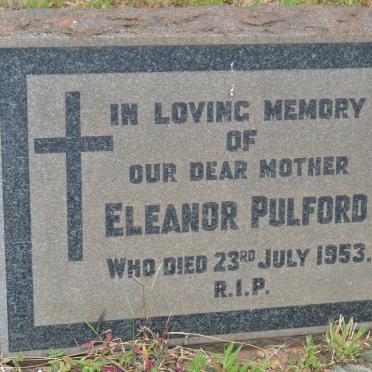 IN LOVING MEMORY
OF
OUR DEAR MOTHER
ELEANOR PULFORD
WHO DIED 23RD JULY 1953.
R.I.P.